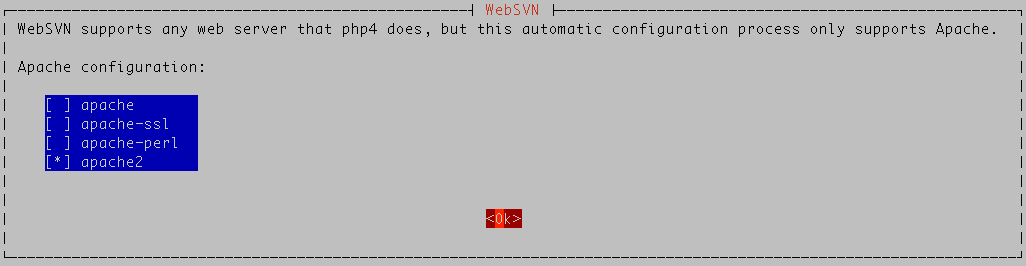 WebSVN
WebSVN supports any web server that php4 does, but this automatic configuration process only supports Apache.
Apache configuration:
[ ] apache
[ ] apache-ssl
[ ] apache-perl
[*] apache2
<Ok>